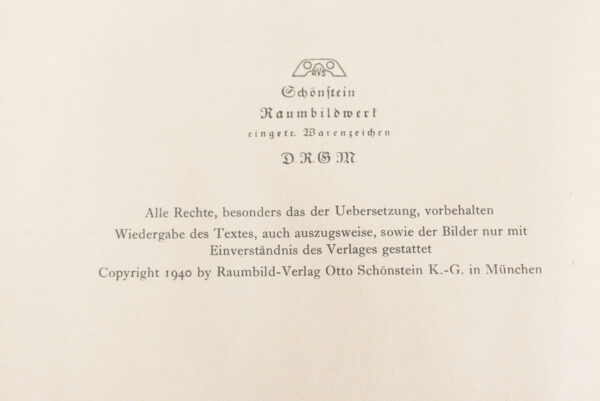 RVS
Schönstein
Raumbildwerk
eingetr. Warenzeichen
D. R. G M
Alle Rechte, besonders das der Uebersetzung, vorbehalten
Wiedergabe des Textes, auch auszugsweise, sowie der Bilder nur mit
Einverständnis des Verlages gestattet
Copyright 1940 by Raumbild-Verlag Otto Schönstein K.-G. in München